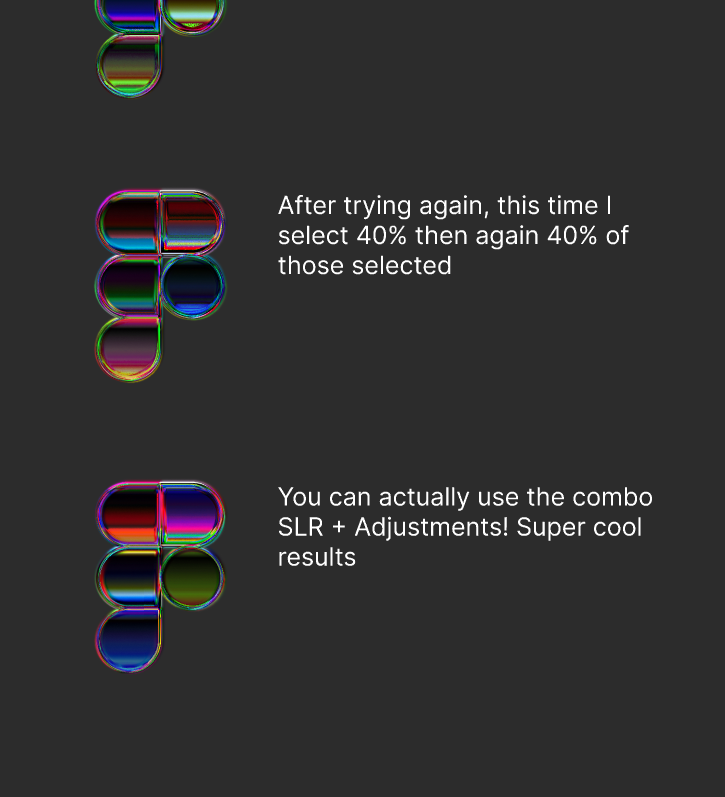 After trying again, this time I
select 40% then again 40% of
those selected
You can actually use the combo
SLR + Adjustments! Super cool
results